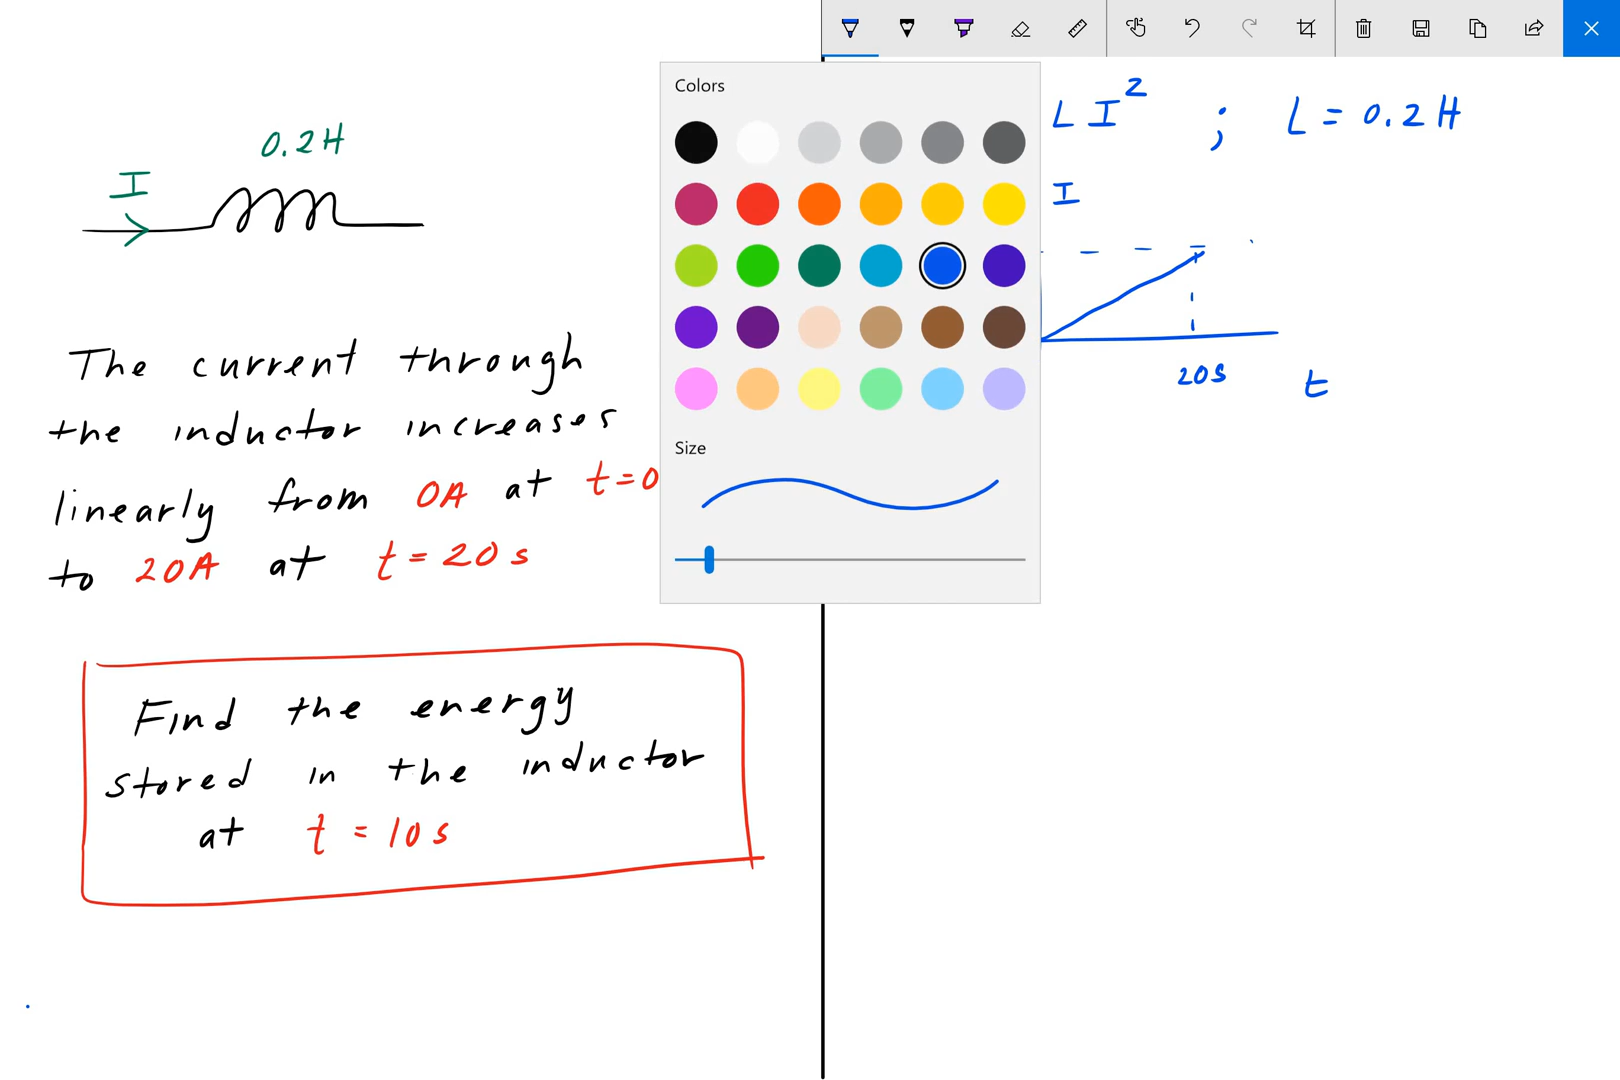 0.2H
I
The current through
the inductor increases
linearly from 0A at t=0
to 20A at t=20s
Find the energy
stored in the inductor
at t=10s
Colors
Size
L I² ; L=0.2H
I
20s
t